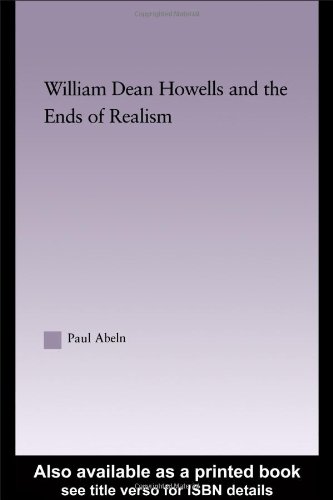 William Dean Howells and the
Ends of Realism
Paul Abeln
Also available as a printed book
see title verso for ISBN details